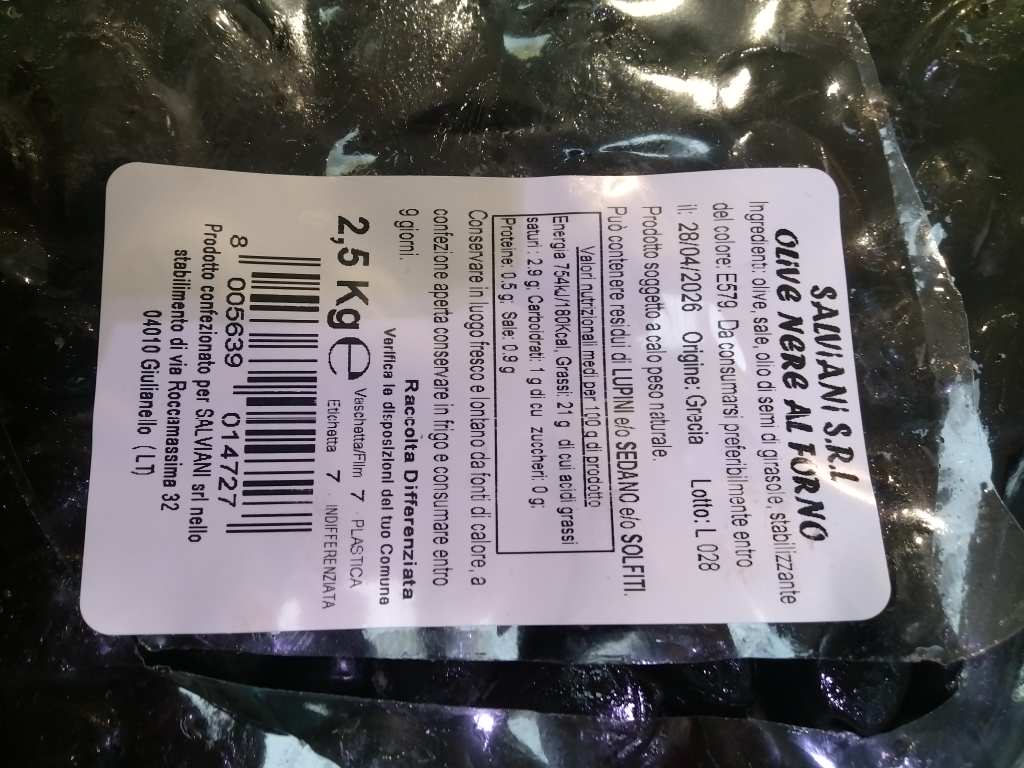 SALVIANI S.R.L
OLIVE NERE AL FORNO
Ingredienti: olive, sale, olio di semi di girasole, stabilizzante
del colore: E579. Da consumarsi preferibilmente entro
il: 28/04/2026 Origine: Grecia Lotto: L 028
Prodotto soggetto a calo peso naturale.
Può contenere residui di LUPINI e/o SEDANO e/o SOLFITI.
Valori nutrizionali medi per 100 g di prodotto
Energia 754kJ/180Kcal, Grassi: 21 g di cui acidi grassi
saturi: 2.9 g; Carboidrati: 1 g di cu zuccheri: 0 g;
Proteine: 0,5 g. Sale: 0.9 g
Conservare in luogo fresco e lontano da fonti di calore, a
confezione aperta conservare in frigo e consumare entro
9 giorni.
Raccolta Differenziata
Verifica le disposizioni del tuo Comune
2,5 Kg e Vaschetta/Film 7 - PLASTICA
Etichetta 7 - INDIFFERENZIATA
8 005639 014727
Prodotto confezionato per SALVIANI srl nello
stabilimento di via Roccamassima 32
04010 Giulianello (LT)